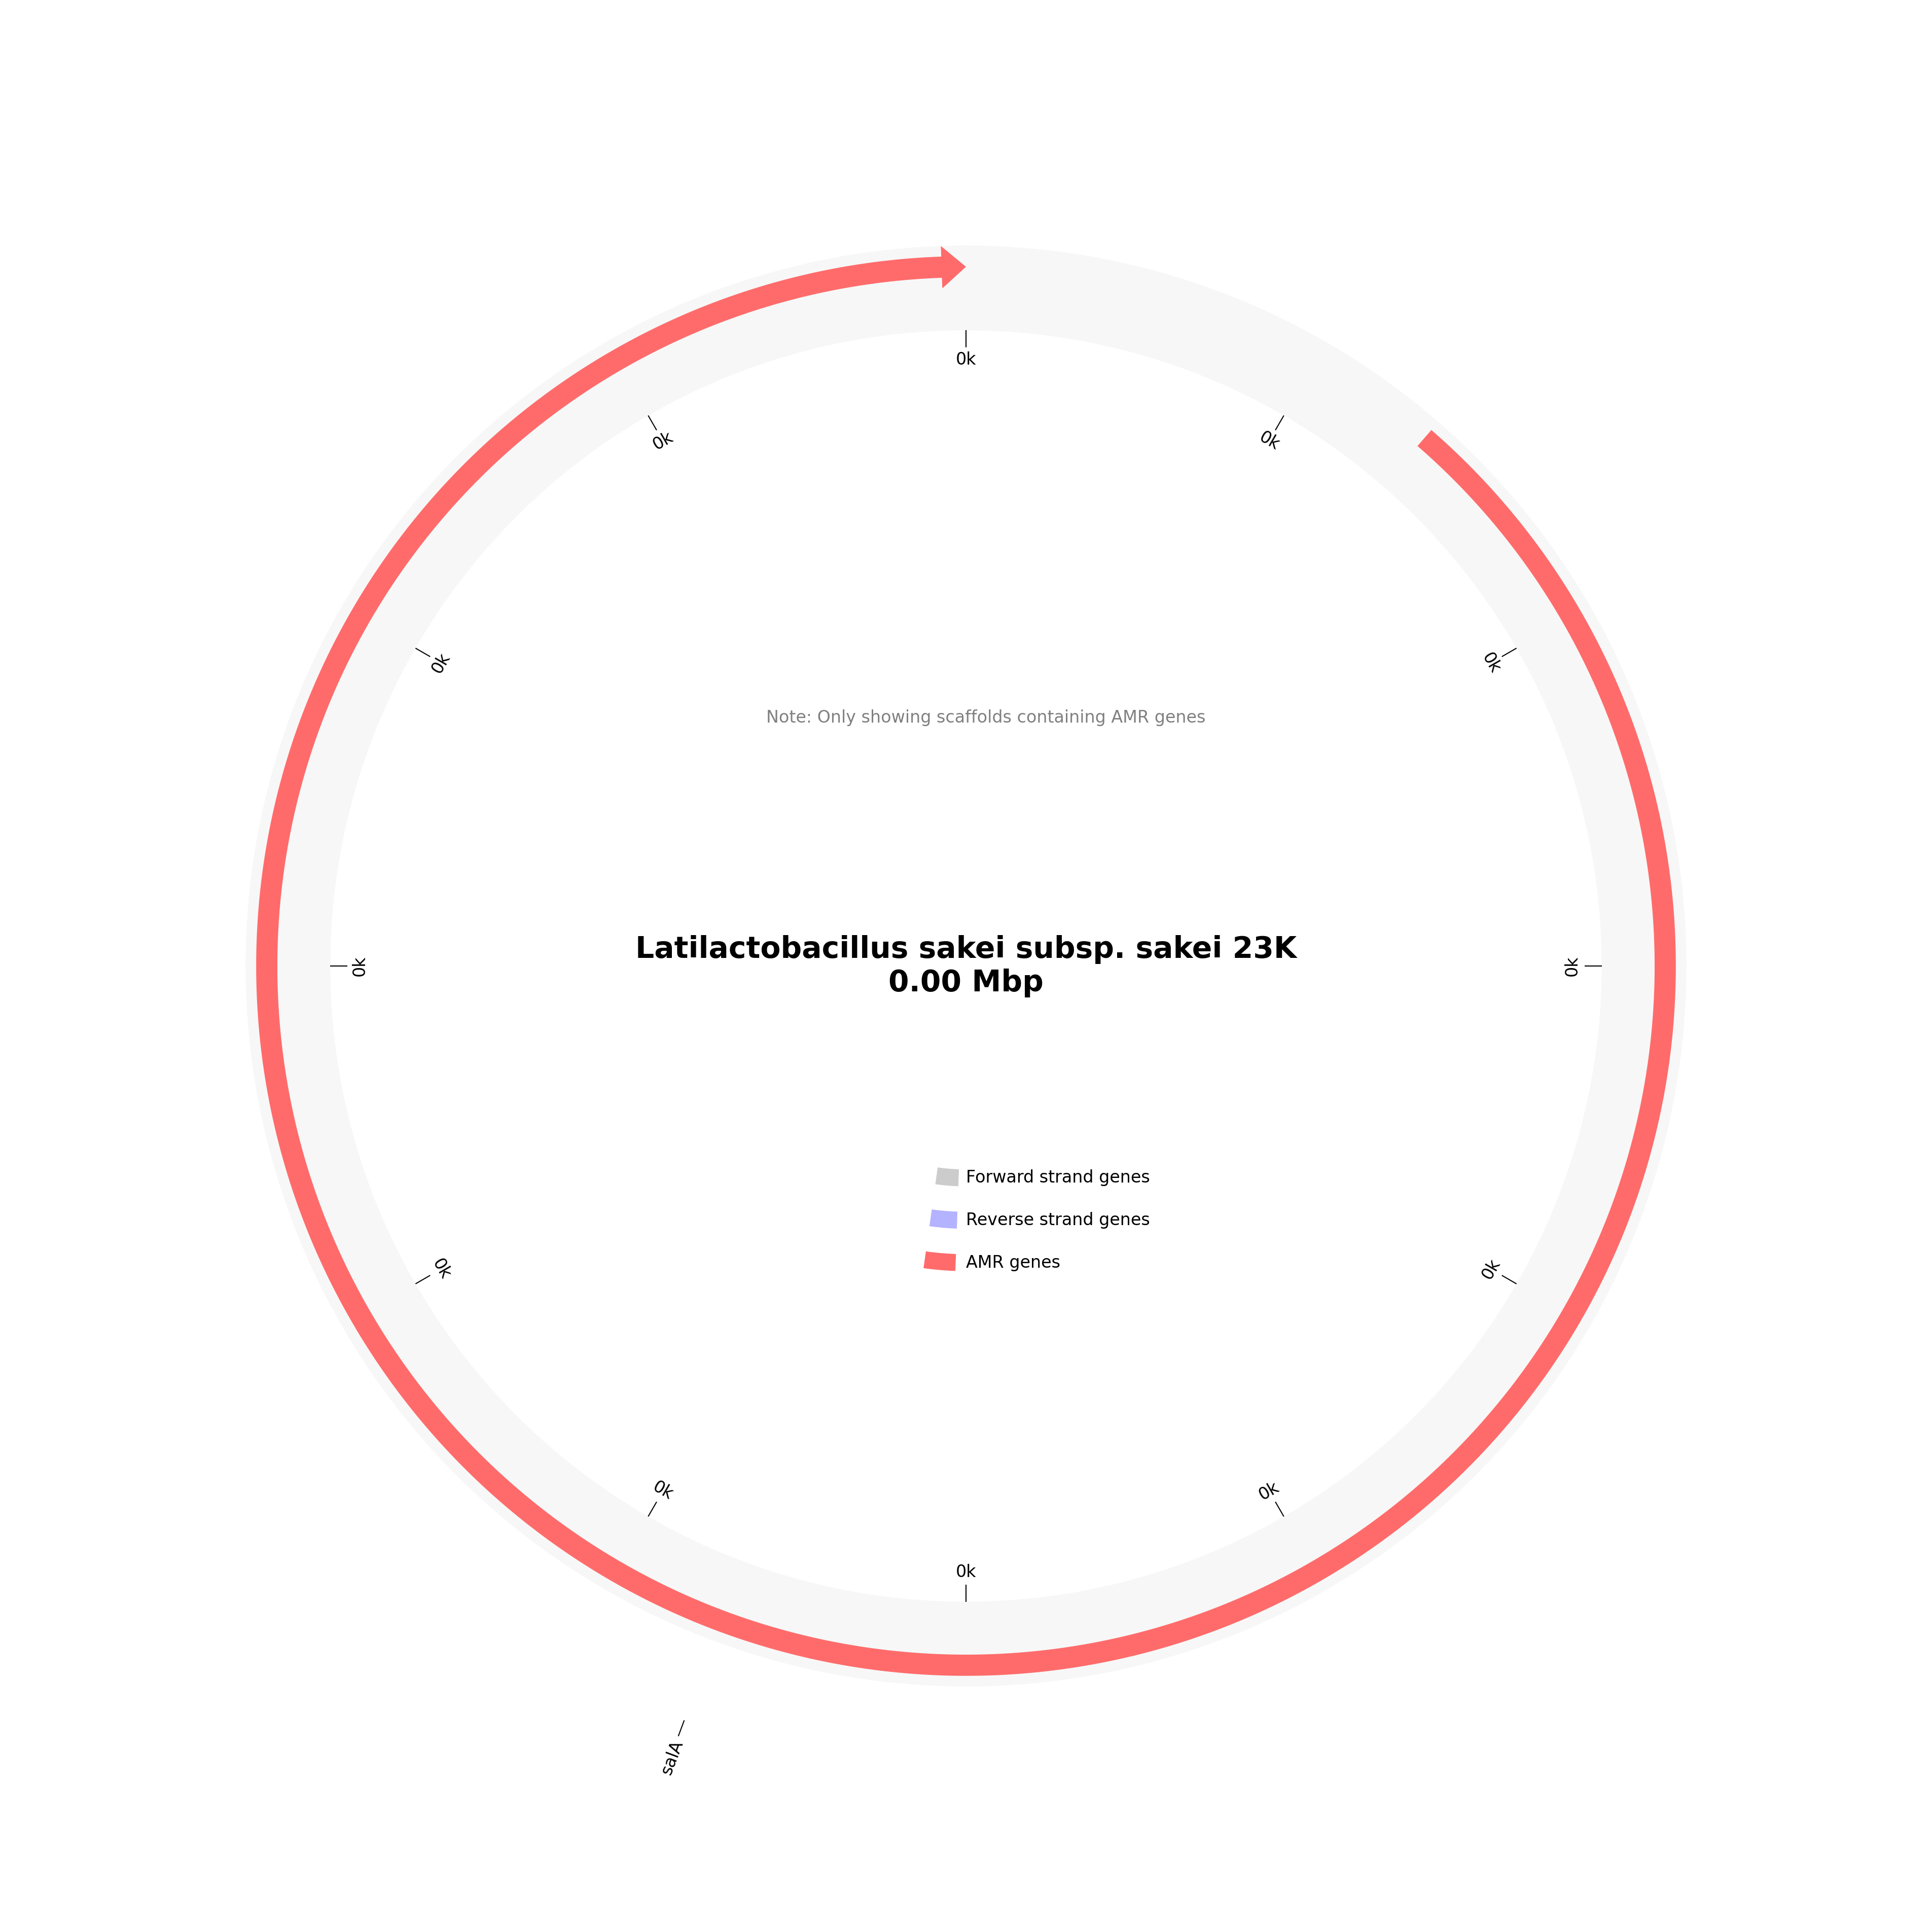 0k
0k
0k
0k
0k
0k
0k
0k
0k
0k
0k
0k
Note: Only showing scaffolds containing AMR genes
Latilactobacillus sakei subsp. sakei 23K
0.00 Mbp
Forward strand genes
Reverse strand genes
AMR genes
salA